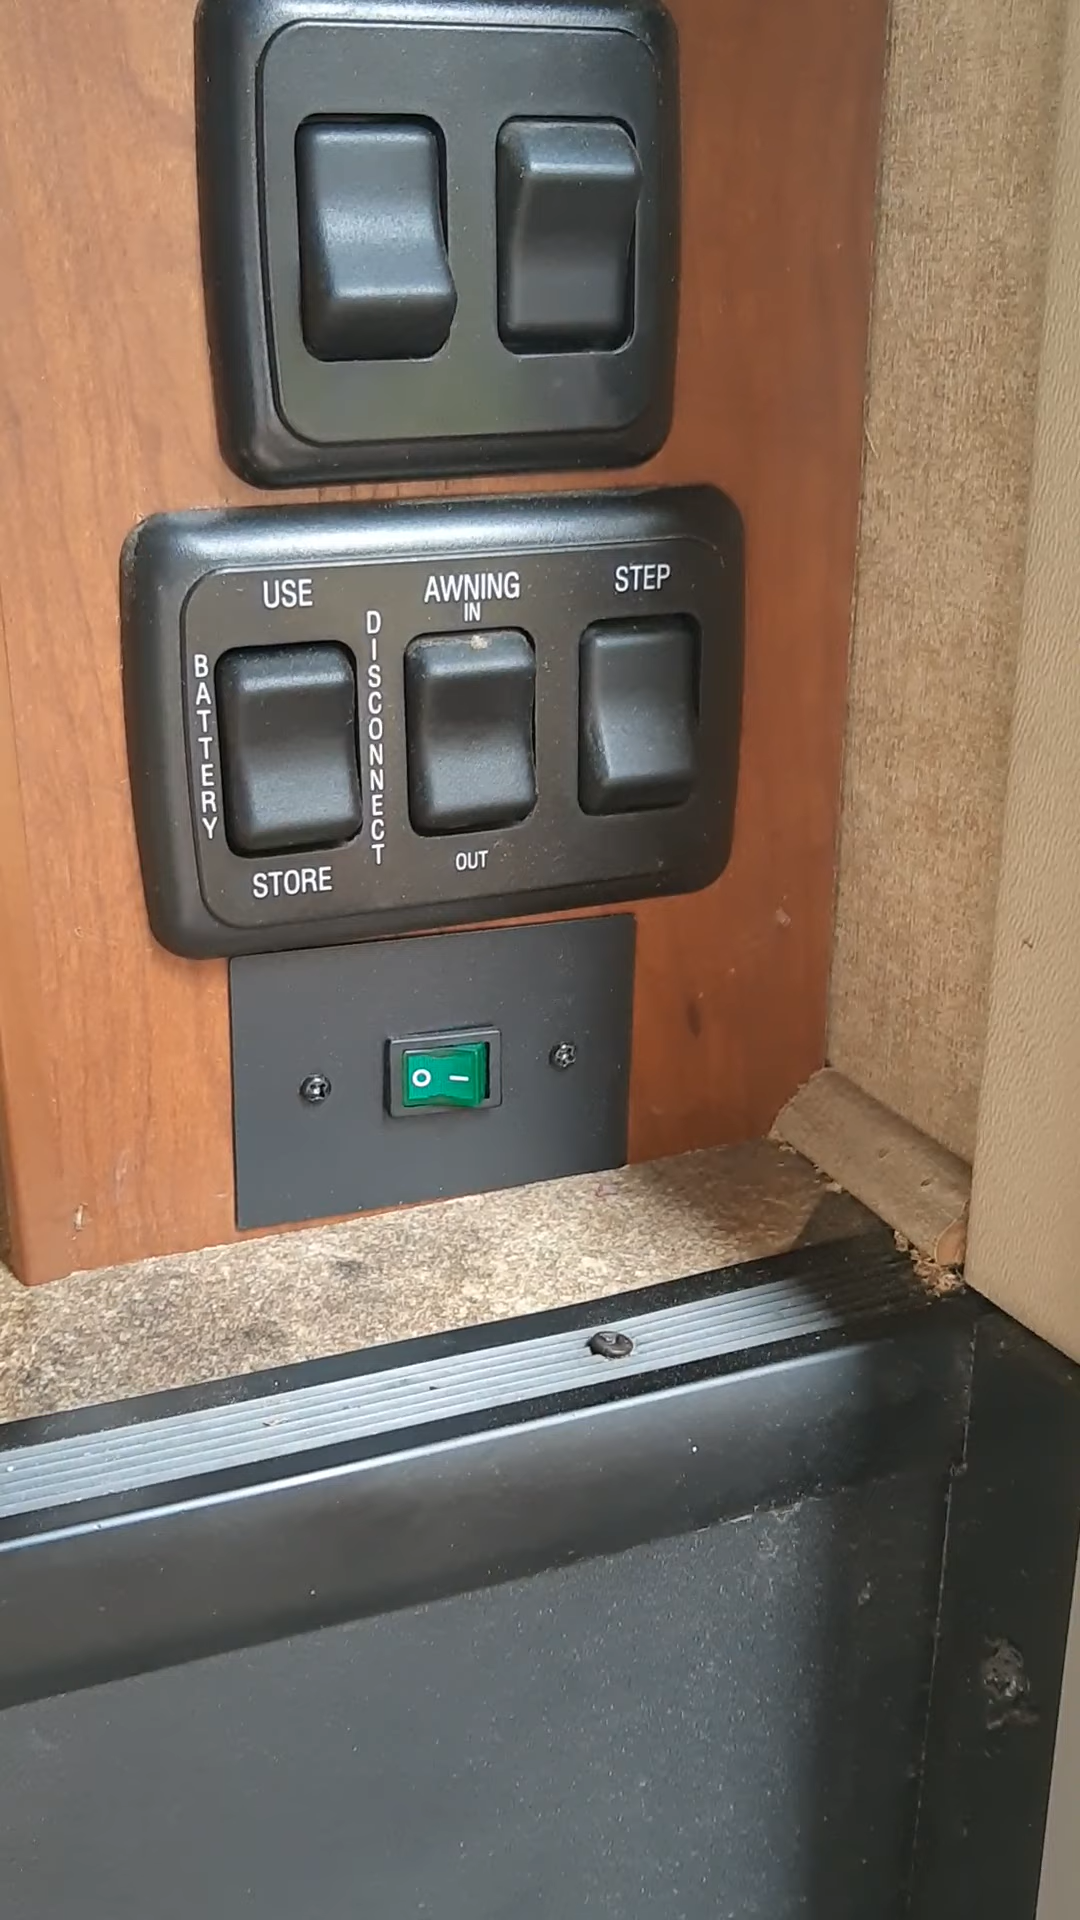 USE
BATTERY
DISCONNECT
STORE
AWNING
IN
OUT
STEP
O –